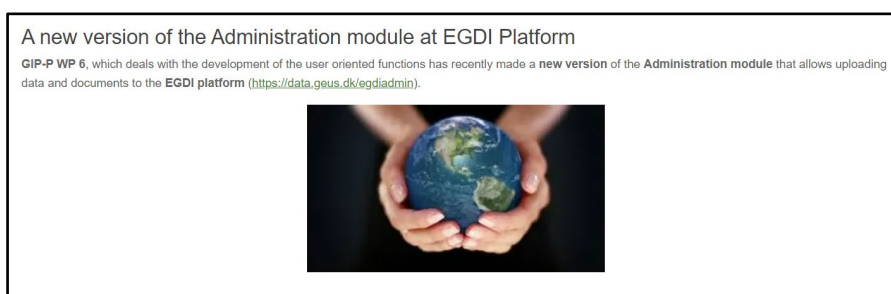 A new version of the Administration module at EGDI Platform
GIP-P WP 6, which deals with the development of the user oriented functions has recently made a new version of the Administration module that allows uploading
data and documents to the EGDI platform (https://data.geus.dk/egdiadmin).